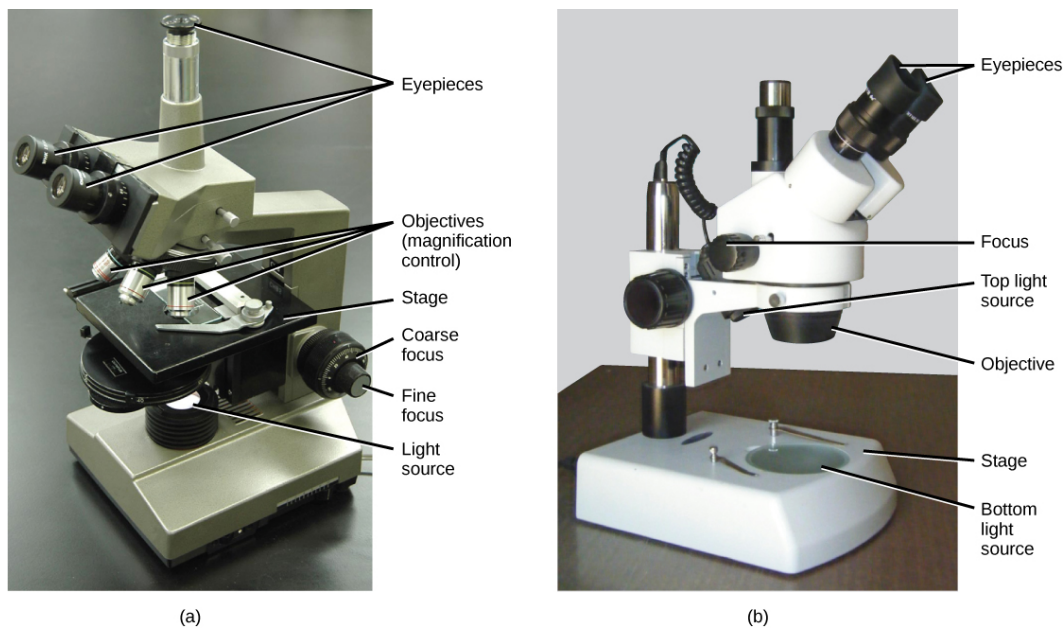 Eyepieces
Objectives
(magnification
control)
Stage
Coarse
focus
Fine
focus
Light
source
(a)
Eyepieces
Focus
Top light
source
Objective
Stage
Bottom
light
source
(b)